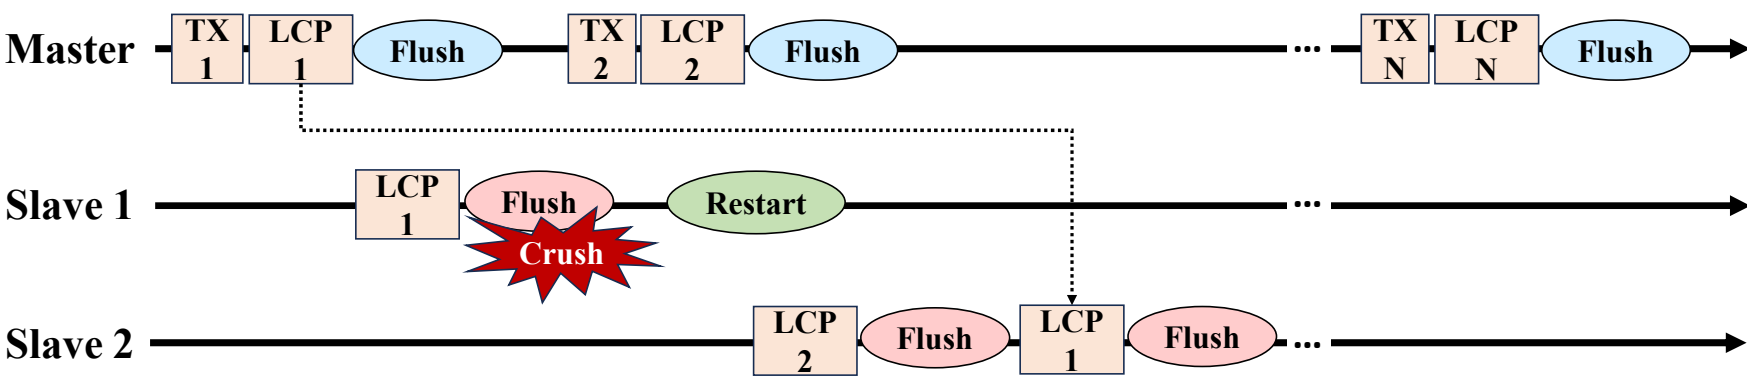 Master
TX
1
LCP
1
Flush
TX
2
LCP
2
Flush
...
TX
N
LCP
N
Flush
Slave 1
LCP
1
Flush
Crush
Restart
...
Slave 2
LCP
2
Flush
LCP
1
Flush
...